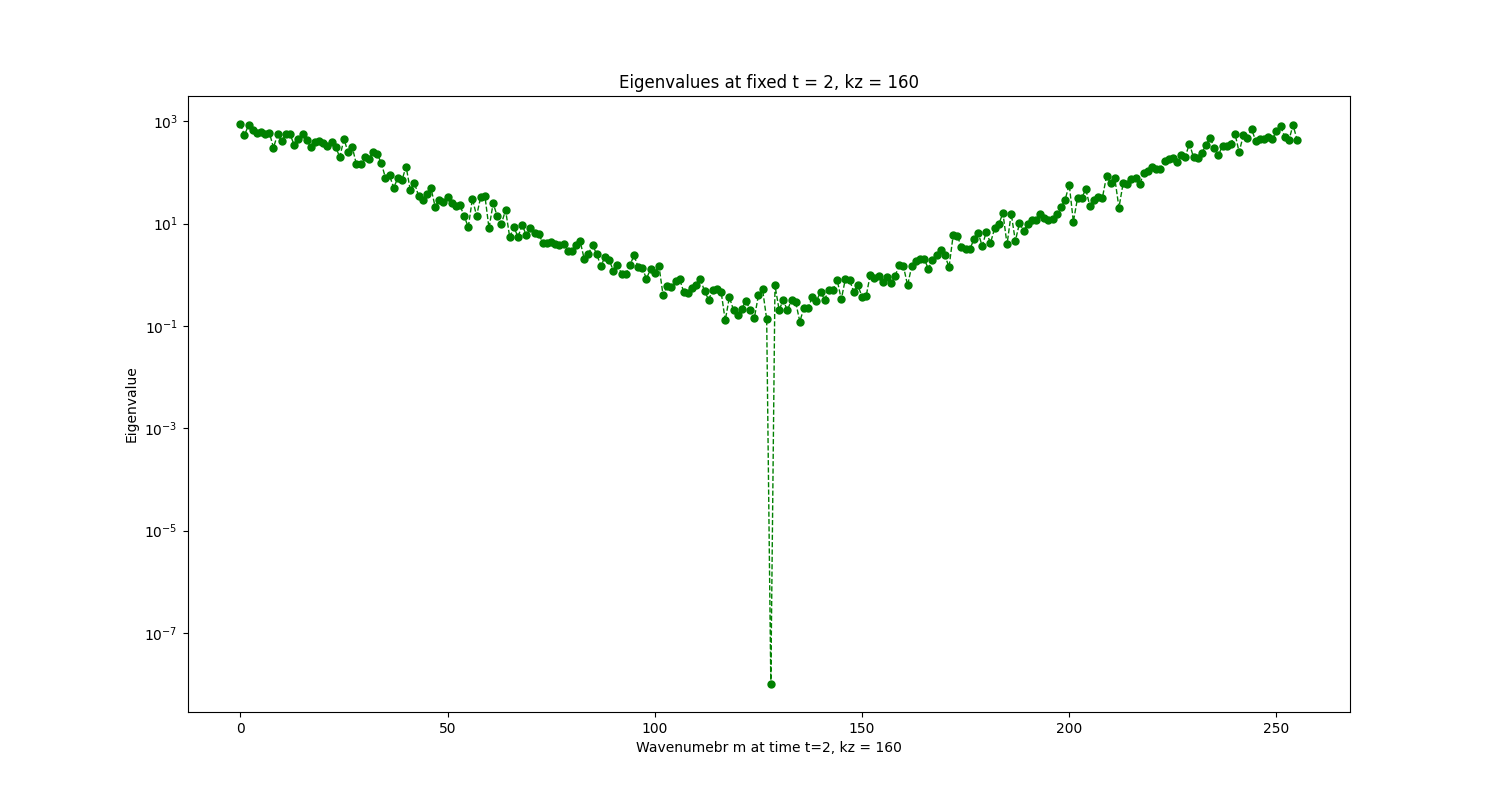 Eigenvalues at fixed t = 2, kz = 160
10³
10¹
10⁻¹
10⁻³
10⁻⁵
10⁻⁷
Eigenvalue
0 50 100 150 200 250
Wavenumebr m at time t=2, kz = 160